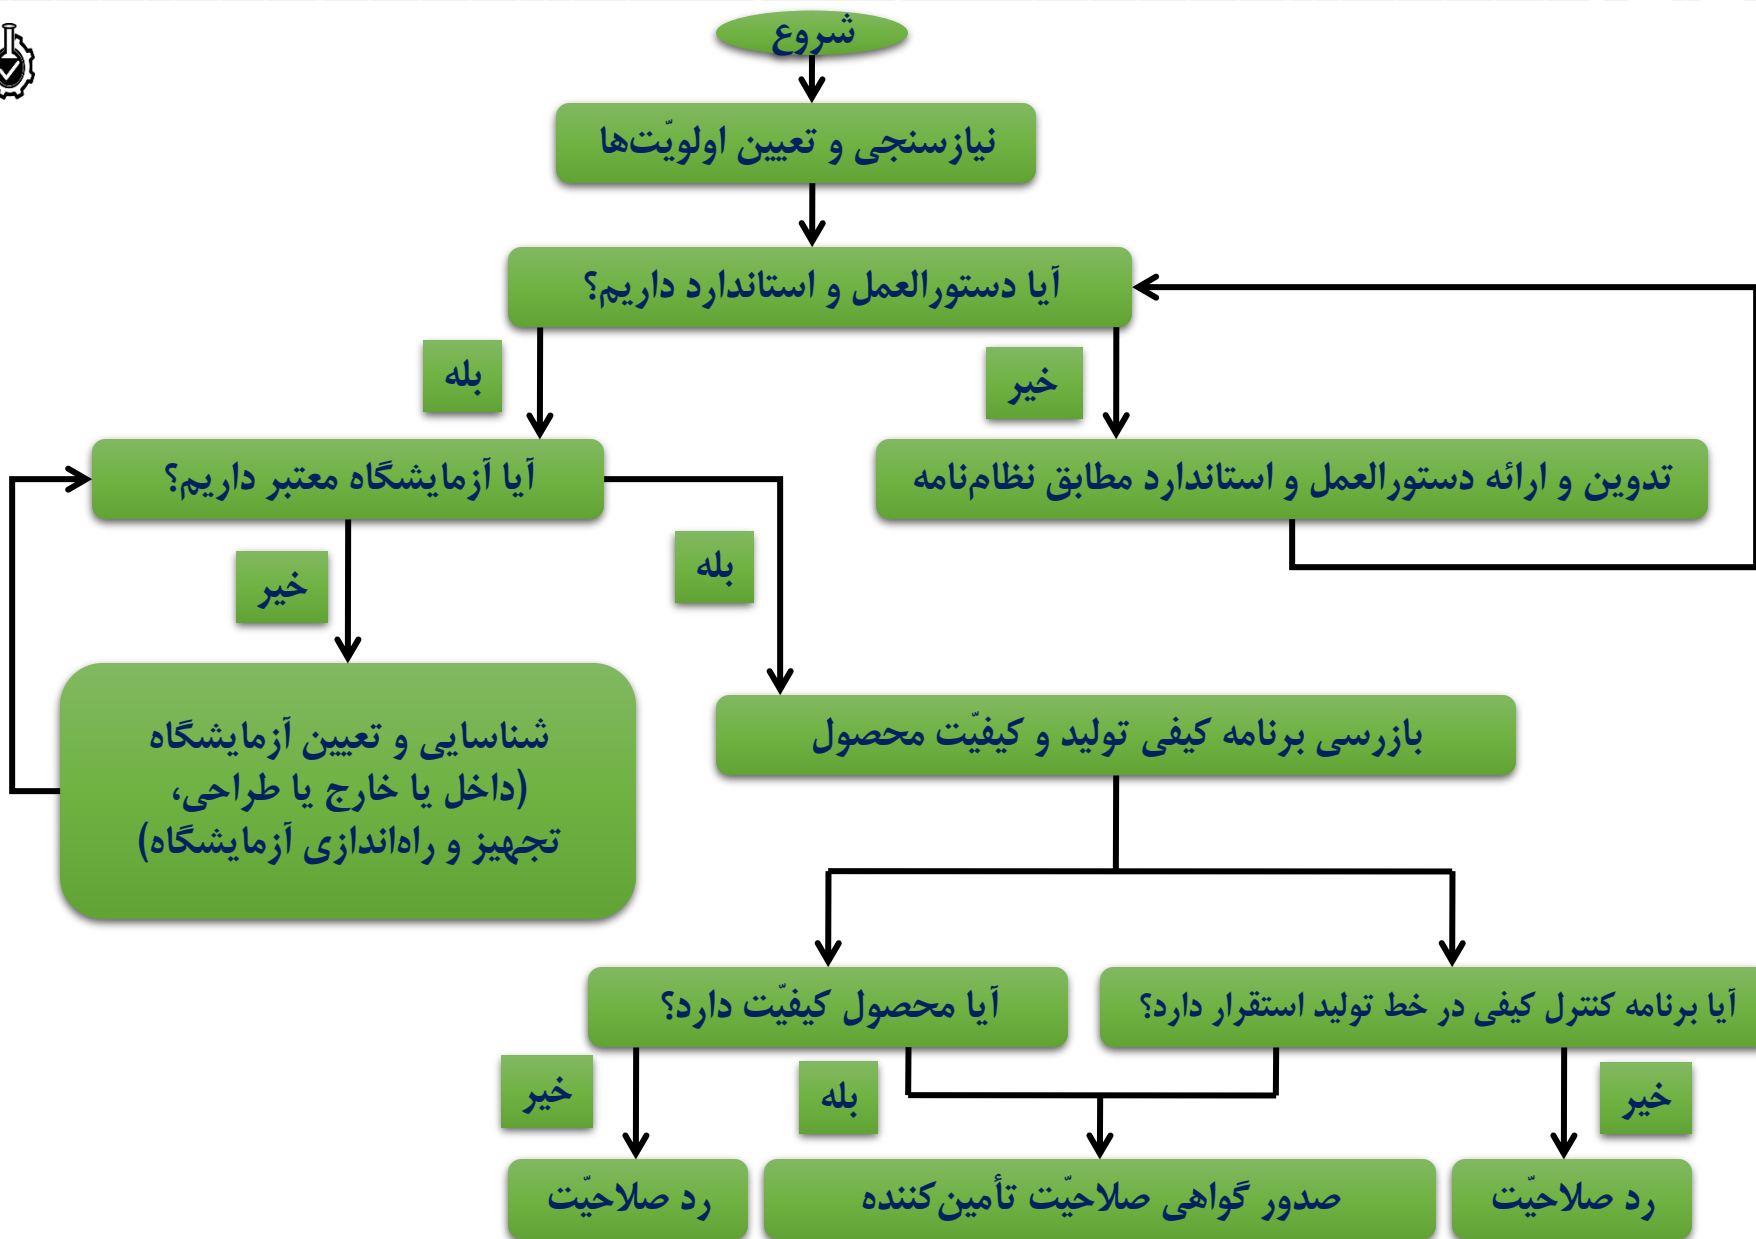 شروع
نیازسنجی و تعیین اولویّت‌ها
آیا دستورالعمل و استاندارد داریم؟
خیر
بله
تدوین و ارائه دستورالعمل و استاندارد مطابق نظام‌نامه
آیا آزمایشگاه معتبر داریم؟
بله
خیر
شناسایی و تعیین آزمایشگاه
(داخل یا خارج یا طراحی،
تجهیز و راه‌اندازی آزمایشگاه)
بازرسی برنامه کیفی تولید و کیفیّت محصول
آیا برنامه کنترل کیفی در خط تولید استقرار دارد؟
آیا محصول کیفیّت دارد؟
خیر
بله
خیر
رد صلاحیّت
صدور گواهی صلاحیّت تأمین‌کننده
رد صلاحیّت